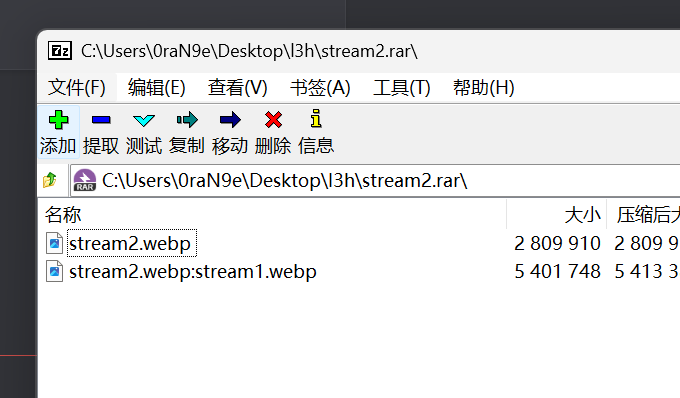 7z C:\Users\0raN9e\Desktop\l3h\stream2.rar\
文件(F) 编辑(E) 查看(V) 书签(A) 工具(T) 帮助(H)
添加 提取 测试 复制 移动 删除 信息
RAR C:\Users\0raN9e\Desktop\l3h\stream2.rar\
名称 大小 压缩后大
stream2.webp 2 809 910 2 809 9
stream2.webp:stream1.webp 5 401 748 5 413 3